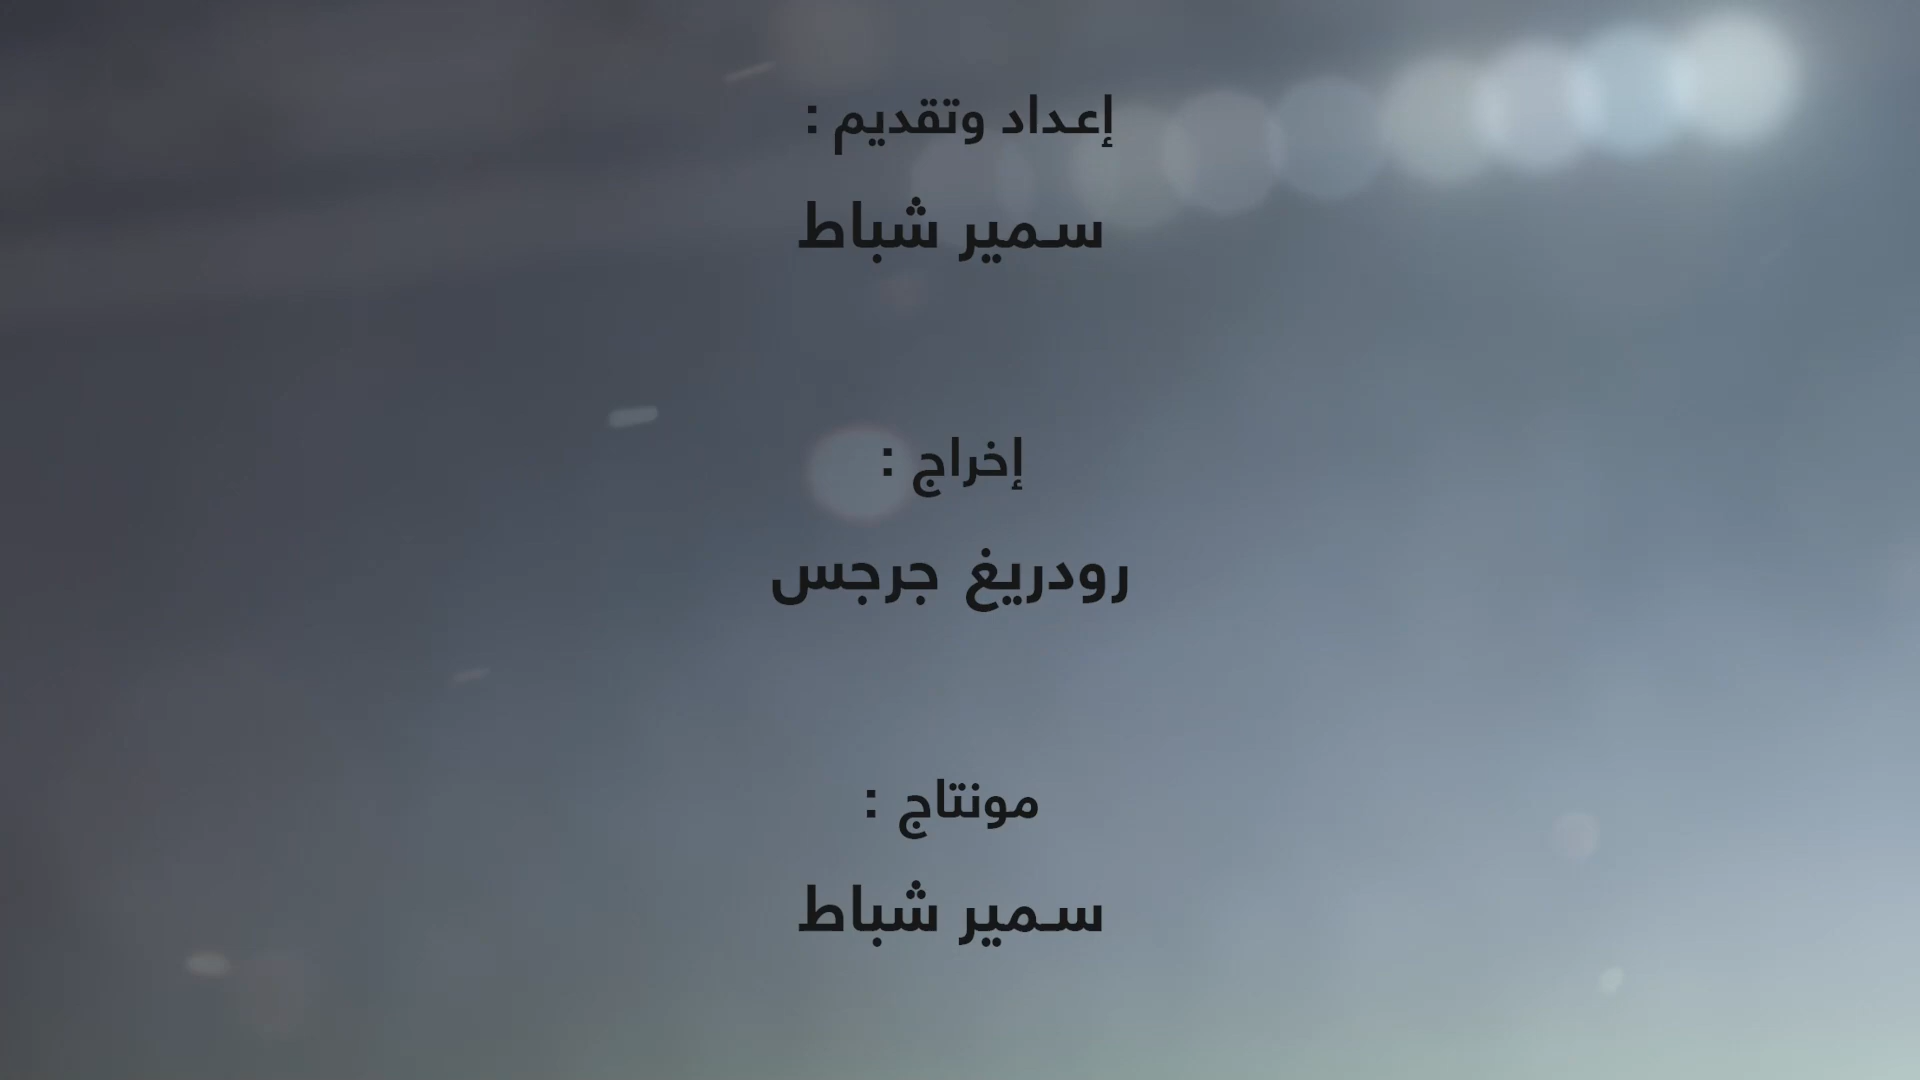 إعداد وتقديم :
سمير شباط
إخراج :
رودريغ جرجس
مونتاج :
سمير شباط